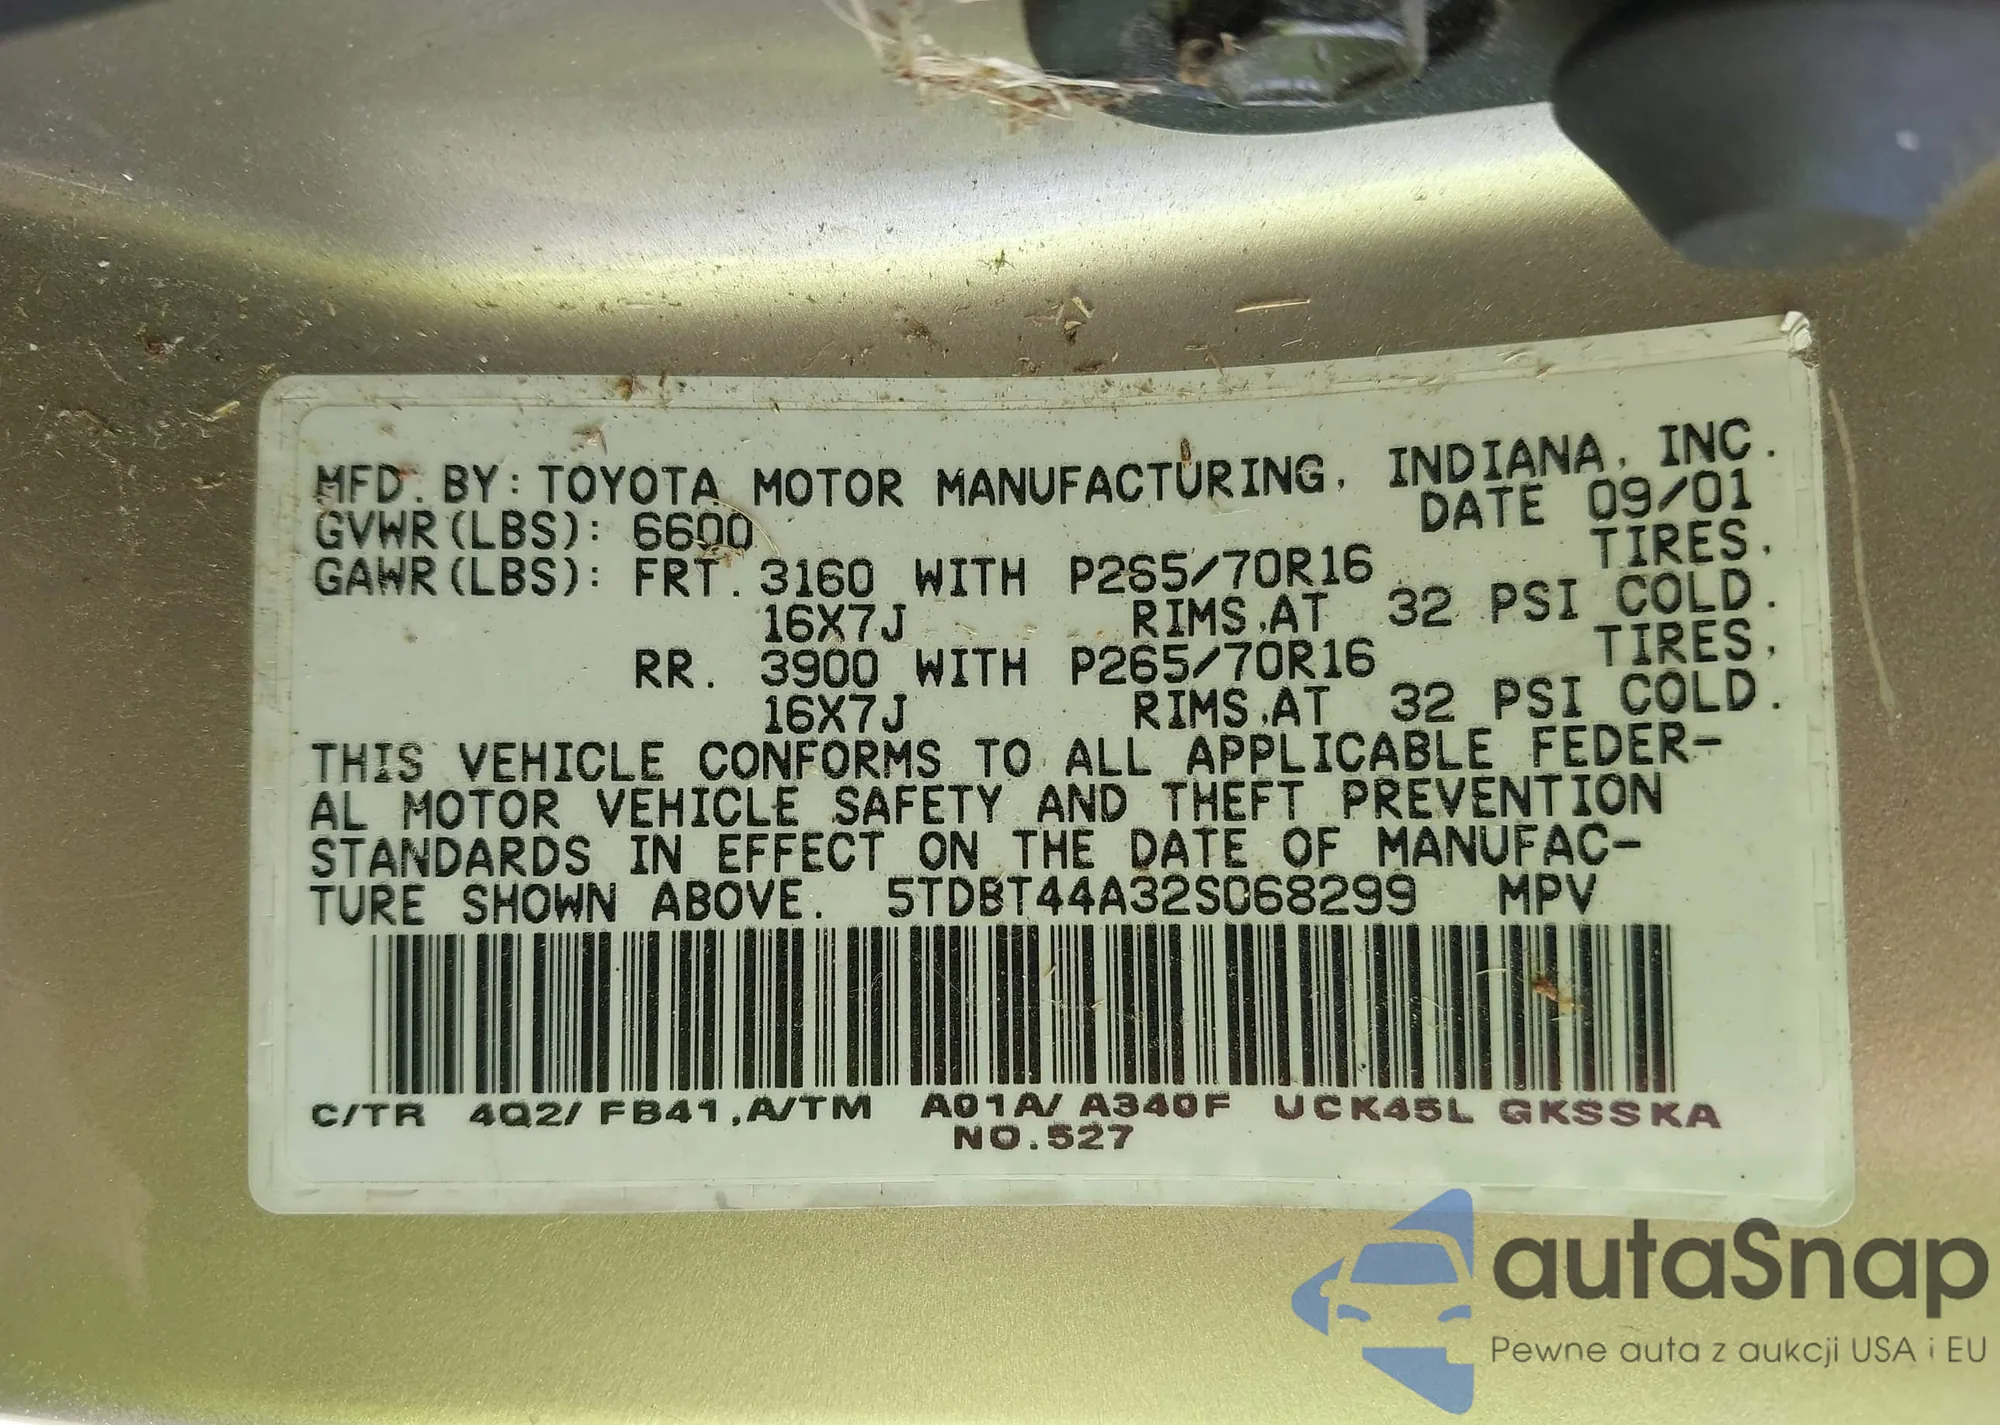 MFD. BY: TOYOTA MOTOR MANUFACTURING, INDIANA, INC.
DATE 09/01
GVWR(LBS): 6600
TIRES,
GAWR(LBS): FRT. 3160 WITH P265/70R16
16X7J RIMS,AT 32 PSI COLD.
TIRES,
RR. 3900 WITH P265/70R16
16X7J RIMS,AT 32 PSI COLD.
THIS VEHICLE CONFORMS TO ALL APPLICABLE FEDER-
AL MOTOR VEHICLE SAFETY AND THEFT PREVENTION
STANDARDS IN EFFECT ON THE DATE OF MANUFAC-
TURE SHOWN ABOVE. 5TDBT44A32S068299 MPV
C/TR 4Q2/ FB41,A/TM A01A/ A340F UCK45L GKSSKA
NO.527
autaSnap
Pewne auta z aukcji USA i EU